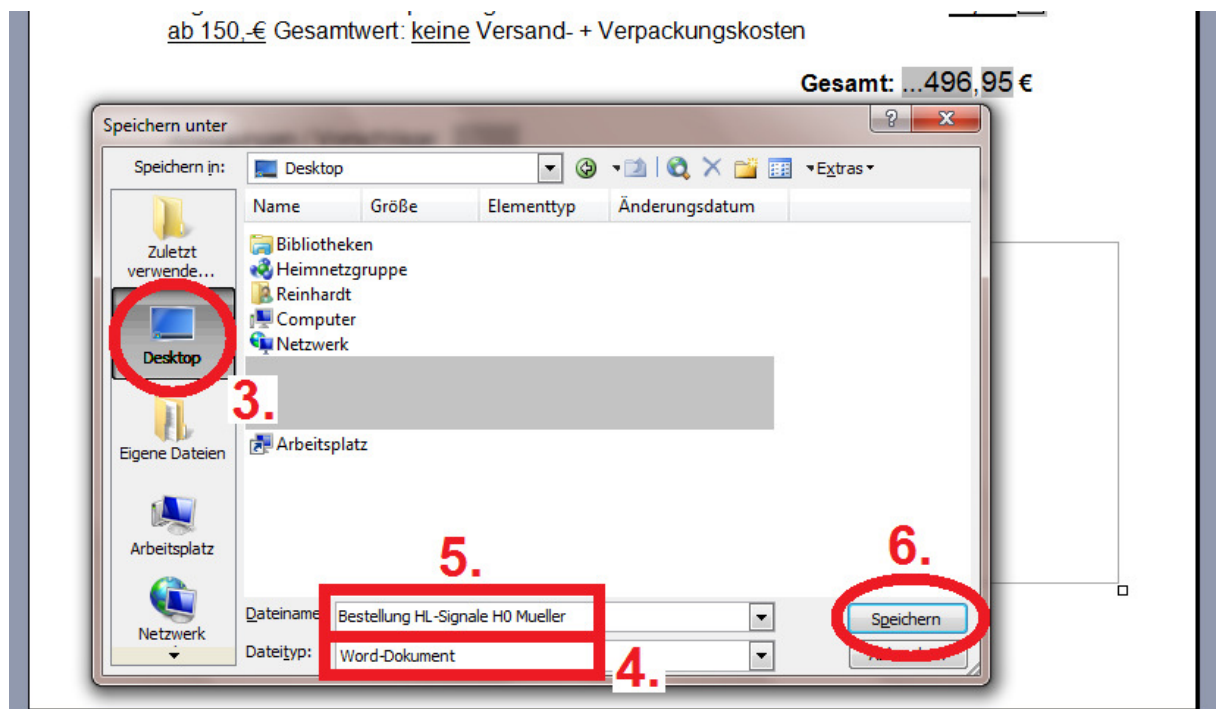 ab 150,-€ Gesamtwert: keine Versand- + Verpackungskosten
Gesamt: ...496,95 €
Speichern unter
Speichern in:
Desktop
Extras
Name Größe Elementtyp Änderungsdatum
Zuletzt
verwende...
Desktop
3.
Eigene Dateien
Arbeitsplatz
Netzwerk
Bibliotheken
Heimnetzgruppe
Reinhardt
Computer
Netzwerk
Arbeitsplatz
5.
6.
Dateiname Bestellung HL-Signale H0 Mueller
Speichern
Dateityp: Word-Dokument
4.